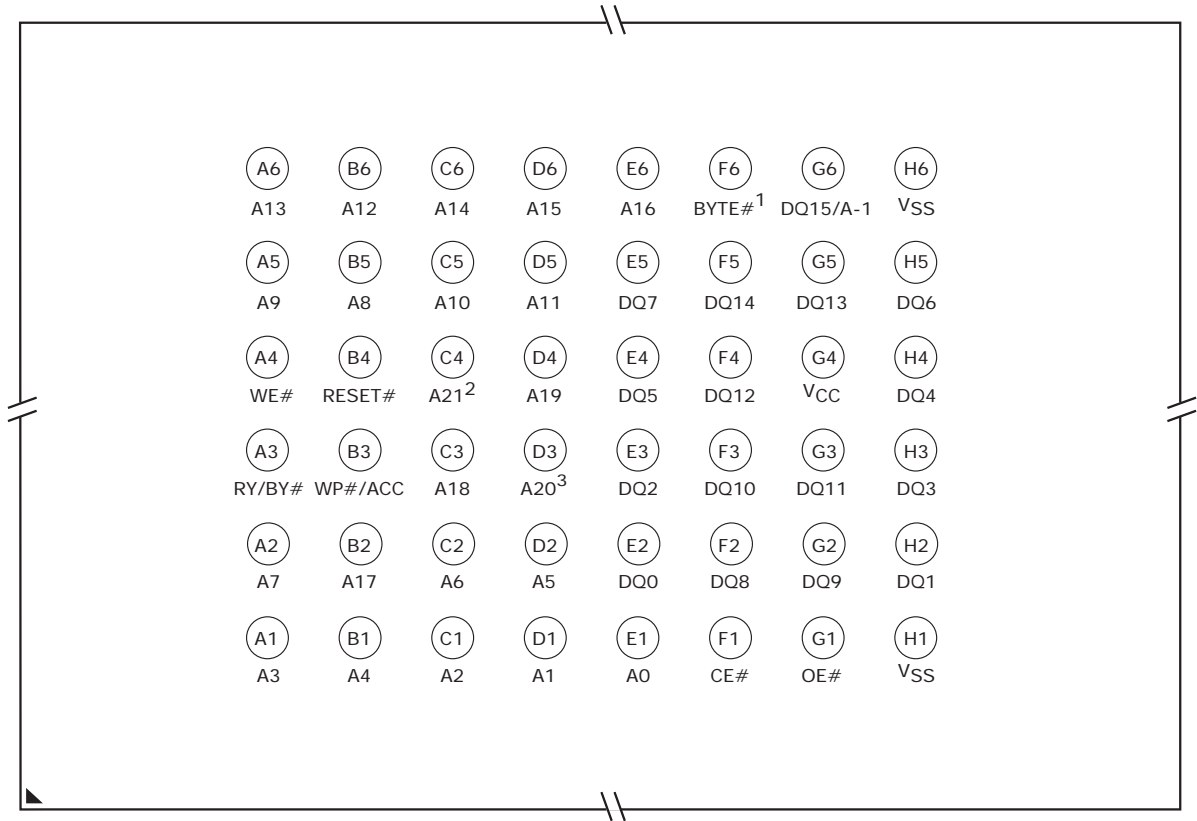 A6 B6 C6 D6 E6 F6 G6 H6
A13 A12 A14 A15 A16 BYTE#1 DQ15/A-1 VSS
A5 B5 C5 D5 E5 F5 G5 H5
A9 A8 A10 A11 DQ7 DQ14 DQ13 DQ6
A4 B4 C4 D4 E4 F4 G4 H4
WE# RESET# A212 A19 DQ5 DQ12 VCC DQ4
A3 B3 C3 D3 E3 F3 G3 H3
RY/BY# WP#/ACC A18 A203 DQ2 DQ10 DQ11 DQ3
A2 B2 C2 D2 E2 F2 G2 H2
A7 A17 A6 A5 DQ0 DQ8 DQ9 DQ1
A1 B1 C1 D1 E1 F1 G1 H1
A3 A4 A2 A1 A0 CE# OE# VSS